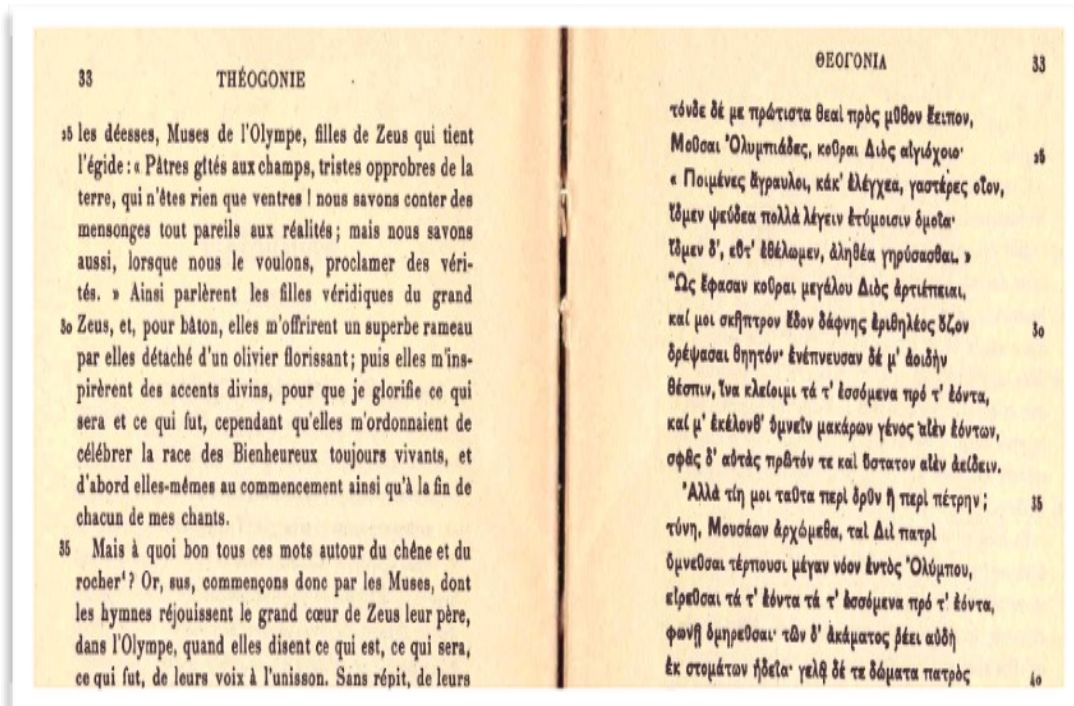 33 THÉOGONIE
25 les déesses, Muses de l'Olympe, filles de Zeus qui tient
l'égide : « Pâtres gîtés aux champs, tristes opprobres de la
terre, qui n'êtes rien que ventres ! nous savons conter des
mensonges tout pareils aux réalités ; mais nous savons
aussi, lorsque nous le voulons, proclamer des véri-
tés. » Ainsi parlèrent les filles véridiques du grand
30 Zeus, et, pour bâton, elles m'offrirent un superbe rameau
par elles détaché d'un olivier florissant ; puis elles m'ins-
pirèrent des accents divins, pour que je glorifie ce qui
sera et ce qui fut, cependant qu'elles m'ordonnaient de
célébrer la race des Bienheureux toujours vivants, et
d'abord elles-mêmes au commencement ainsi qu'à la fin de
chacun de mes chants.
35 Mais à quoi bon tous ces mots autour du chêne et du
rocher¹ ? Or, sus, commençons donc par les Muses, dont
les hymnes réjouissent le grand cœur de Zeus leur père,
dans l'Olympe, quand elles disent ce qui est, ce qui sera,
ce qui fut, de leurs voix à l'unisson. Sans répit, de leurs
ΘΕΟΓΟΝΙΑ 33
τόνδε δέ με πρώτιστα θεαὶ πρὸς μῦθον ἔειπον,
Μοῦσαι Ὀλυμπιάδες, κοῦραι Διὸς αἰγιόχοιο· 25
« Ποιμένες ἄγραυλοι, κάκ' ἐλέγχεα, γαστέρες οἶον,
ἴδμεν ψεύδεα πολλὰ λέγειν ἐτύμοισιν ὁμοῖα·
ἴδμεν δ', εὖτ' ἐθέλωμεν, ἀληθέα γηρύσασθαι. »
Ὣς ἔφασαν κοῦραι μεγάλου Διὸς ἀρτιέπειαι,
καί μοι σκῆπτρον ἔδον δάφνης ἐριθηλέος ὄζον 30
δρέψασαι θηητόν· ἐνέπνευσαν δέ μ' ἀοιδὴν
θέσπιν, ἵνα κλείοιμι τά τ' ἐσσόμενα πρό τ' ἐόντα,
καί μ' ἐκέλονθ' ὑμνεῖν μακάρων γένος αἰὲν ἐόντων,
σφᾶς δ' αὐτὰς πρῶτόν τε καὶ ὕστατον αἰὲν ἀείδειν.
Ἀλλὰ τίη μοι ταῦτα περὶ δρῦν ἢ περὶ πέτρην ; 35
τύνη, Μουσάων ἀρχώμεθα, ταὶ Διὶ πατρὶ
ὑμνεῦσαι τέρπουσι μέγαν νόον ἐντὸς Ὀλύμπου,
εἰρεῦσαι τά τ' ἐόντα τά τ' ἐσσόμενα πρό τ' ἐόντα,
φωνῇ ὁμηρεῦσαι· τῶν δ' ἀκάματος ῥέει αὐδὴ
ἐκ στομάτων ἡδεῖα· γελᾷ δέ τε δώματα πατρὸς 40